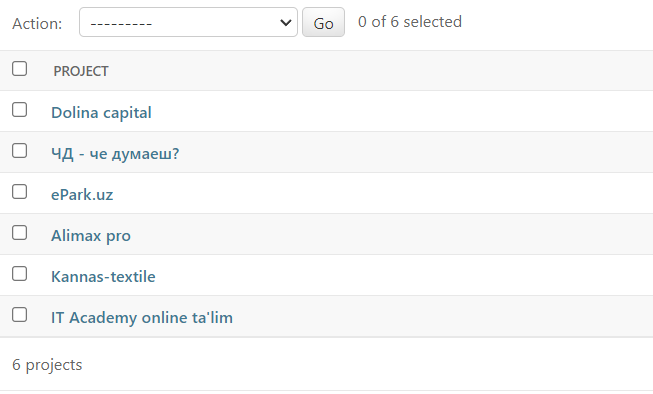 Action: --------- Go 0 of 6 selected
PROJECT
Dolina capital
ЧД - че думаеш?
ePark.uz
Alimax pro
Kannas-textile
IT Academy online ta'lim
6 projects